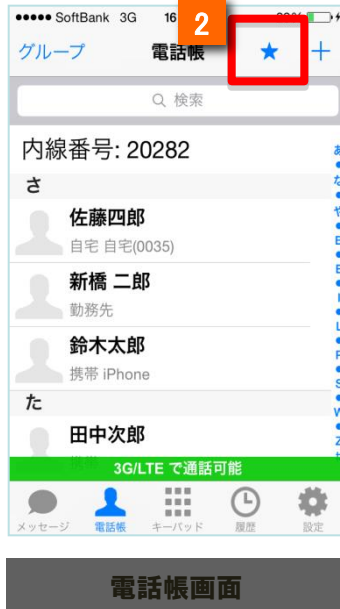 SoftBank 3G 16
2
グループ 電話帳 ★ +
検索
内線番号: 20282
さ
佐藤四郎
自宅 自宅(0035)
新橋 二郎
勤務先
鈴木太郎
携帯 iPhone
た
田中次郎
3G/LTE で通話可能
メッセージ 電話帳 キーパッド 履歴 設定
電話帳画面